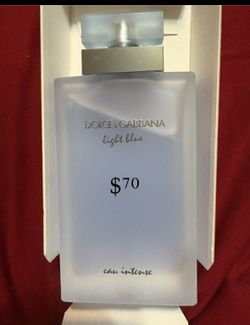 DOLCE & GABBANA
light blue
$70
eau intense